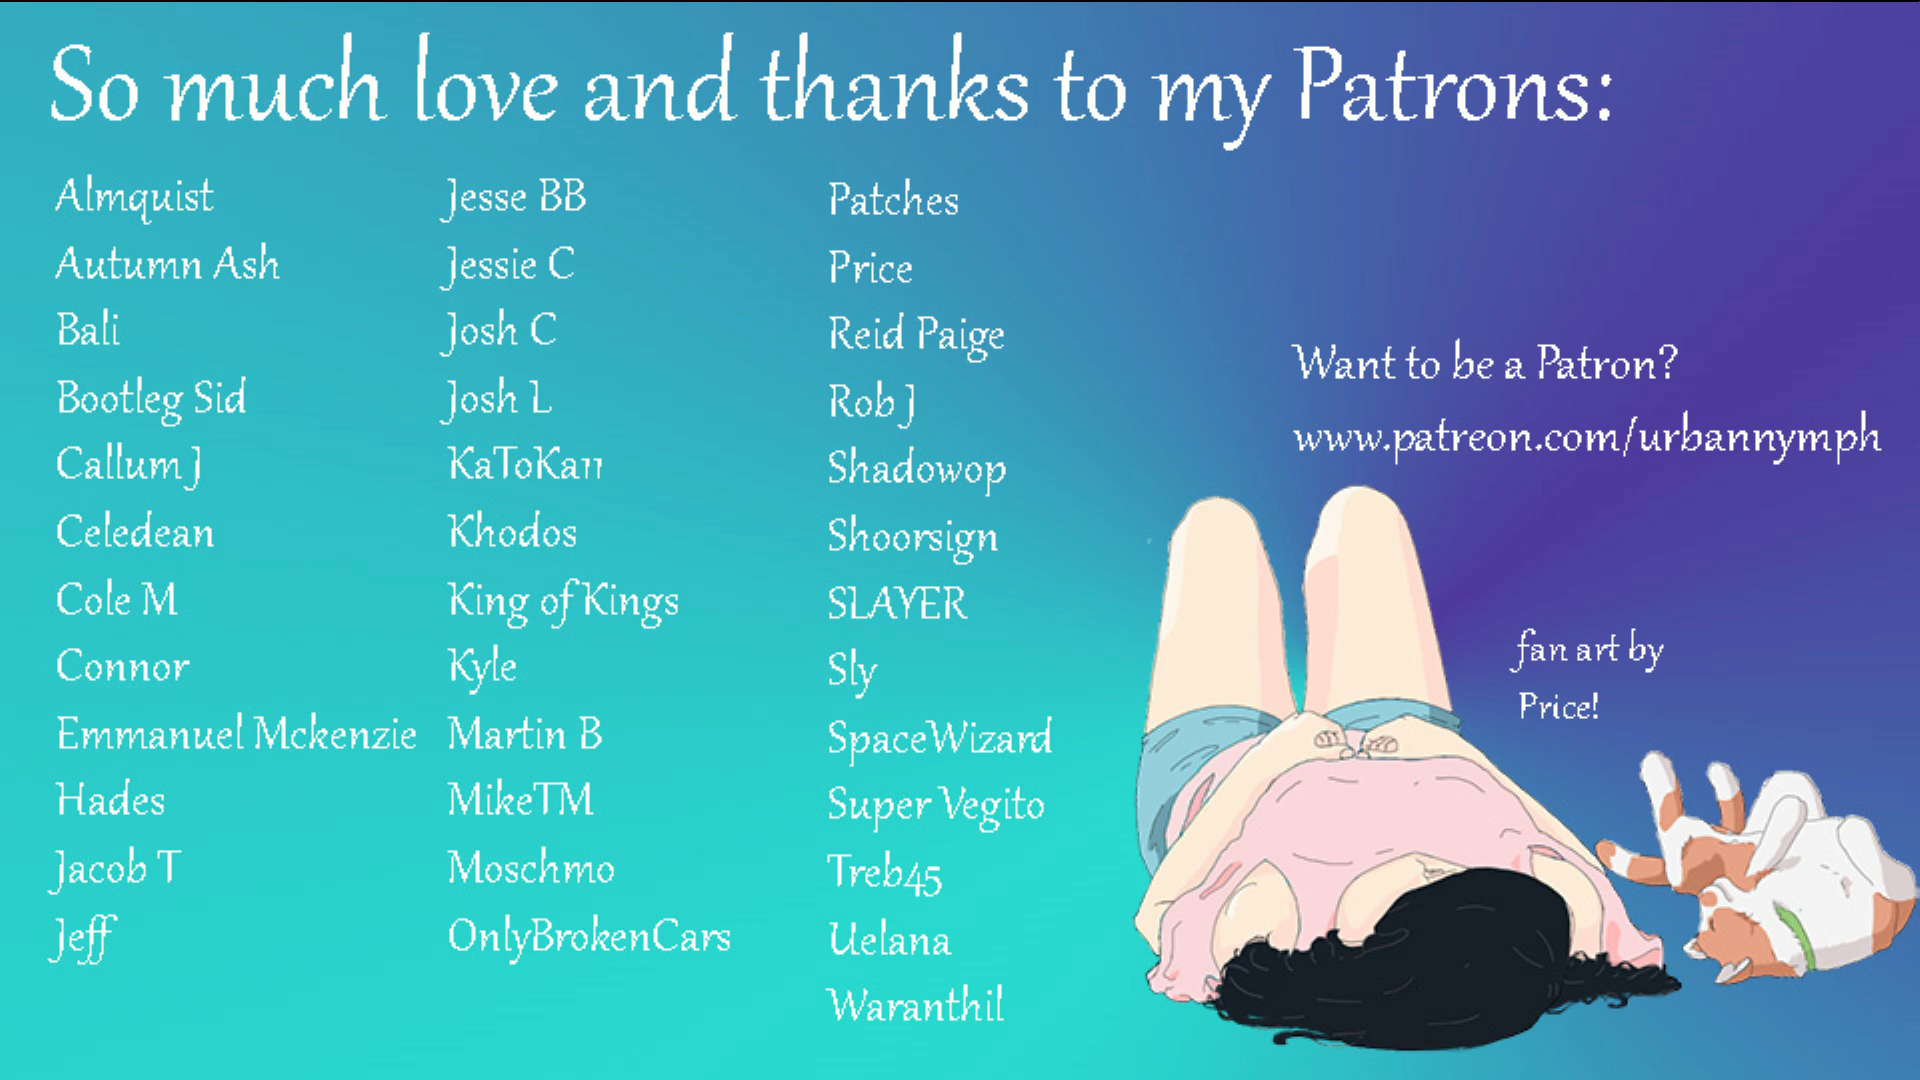 So much love and thanks to my Patrons:
Almquist
Autumn Ash
Bali
Bootleg Sid
Callum J
Celedean
Cole M
Connor
Emmanuel Mckenzie
Hades
Jacob T
Jeff
Jesse BB
Jessie C
Josh C
Josh L
KaToKa11
Khodos
King of Kings
Kyle
Martin B
MikeTM
Moschmo
OnlyBrokenCars
Patches
Price
Reid Paige
Rob J
Shadowop
Shoorsign
SLAYER
Sly
SpaceWizard
Super Vegito
Treb45
Uelana
Waranthil
Want to be a Patron?
www.patreon.com/urbannymph
fan art by
Price!